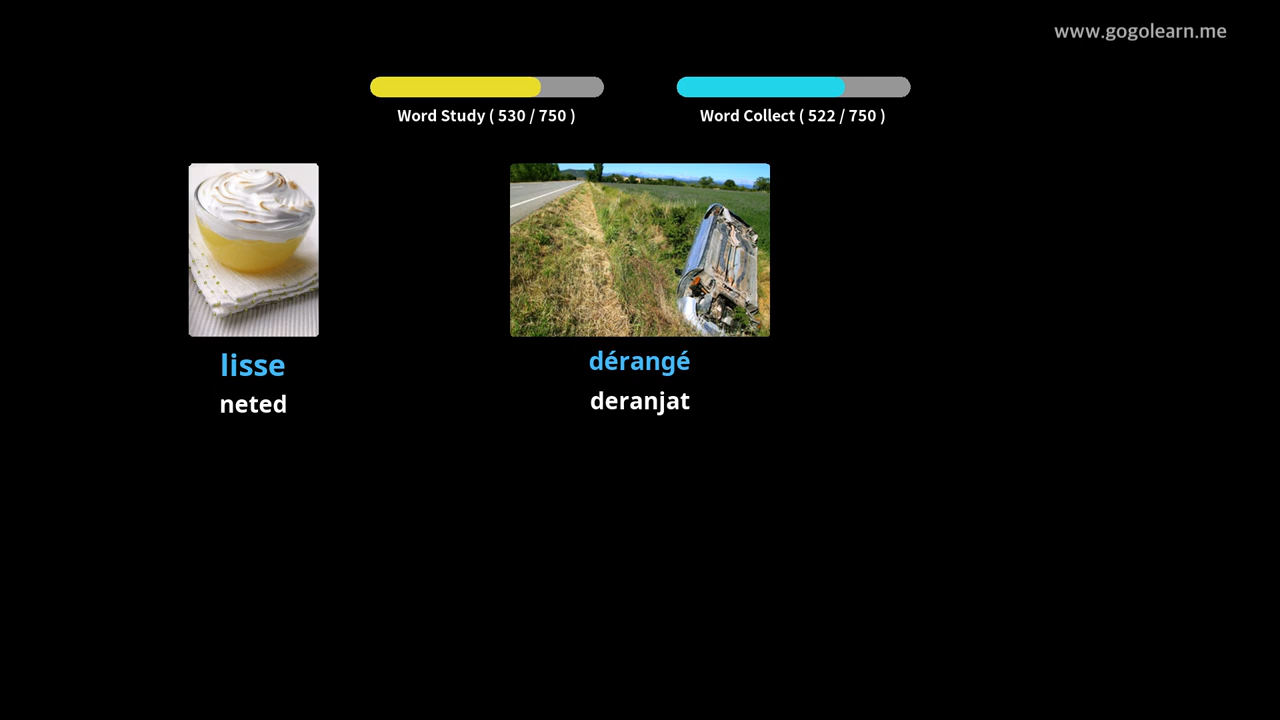 www.gogolearn.me
Word Study ( 530 / 750 )
Word Collect ( 522 / 750 )
lisse
neted
dérangé
deranjat